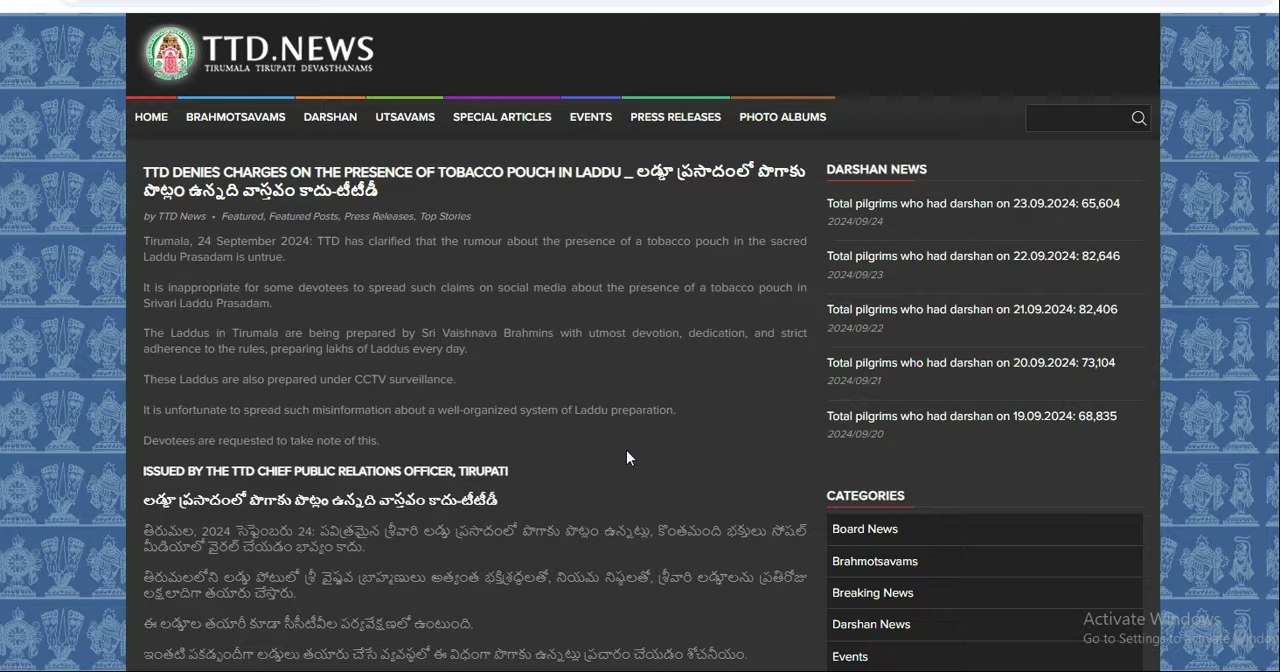 TTD.NEWS
TIRUMALA TIRUPATI DEVASTHANAMS
HOME BRAHMOTSAVAMS DARSHAN UTSAVAMS SPECIAL ARTICLES EVENTS PRESS RELEASES PHOTO ALBUMS
TTD DENIES CHARGES ON THE PRESENCE OF TOBACCO POUCH IN LADDU _ లడ్డూ ప్రసాదంలో పొగాకు
పొట్లం ఉన్నది వాస్తవం కాదు-టీటీడీ
by TTD News • Featured, Featured Posts, Press Releases, Top Stories
Tirumala, 24 September 2024: TTD has clarified that the rumour about the presence of a tobacco pouch in the sacred
Laddu Prasadam is untrue.
It is inappropriate for some devotees to spread such claims on social media about the presence of a tobacco pouch in
Srivari Laddu Prasadam.
The Laddus in Tirumala are being prepared by Sri Vaishnava Brahmins with utmost devotion, dedication, and strict
adherence to the rules, preparing lakhs of Laddus every day.
These Laddus are also prepared under CCTV surveillance.
It is unfortunate to spread such misinformation about a well-organized system of Laddu preparation.
Devotees are requested to take note of this.
ISSUED BY THE TTD CHIEF PUBLIC RELATIONS OFFICER, TIRUPATI
లడ్డూ ప్రసాదంలో పొగాకు పొట్లం ఉన్నది వాస్తవం కాదు-టీటీడీ
తిరుమల, 2024 సెప్టెంబరు 24: పవిత్రమైన శ్రీవారి లడ్డు ప్రసాదంలో పొగాకు పొట్లం ఉన్నట్లు, కొంతమంది భక్తులు సోషల్
మీడియాలో వైరల్ చేయడం భావ్యం కాదు.
తిరుమలలోని లడ్డు పోటులో శ్రీ వైష్ణవ బ్రాహ్మణులు అత్యంత భక్తిశ్రద్ధలతో, నియమ నిష్ఠలతో, శ్రీవారి లడ్డూలను ప్రతిరోజు
లక్షలాదిగా తయారు చేస్తారు.
ఈ లడ్డూల తయారీ కూడా సీసీటీవీల పర్యవేక్షణలో ఉంటుంది.
ఇంతటి పకడ్బందీగా లడ్డులు తయారు చేసే వ్యవస్థలో ఈ విధంగా పొగాకు ఉన్నట్లు ప్రచారం చేయడం శోచనీయం.
DARSHAN NEWS
Total pilgrims who had darshan on 23.09.2024: 65,604
2024/09/24
Total pilgrims who had darshan on 22.09.2024: 82,646
2024/09/23
Total pilgrims who had darshan on 21.09.2024: 82,406
2024/09/22
Total pilgrims who had darshan on 20.09.2024: 73,104
2024/09/21
Total pilgrims who had darshan on 19.09.2024: 68,835
2024/09/20
CATEGORIES
Board News
Brahmotsavams
Breaking News
Darshan News
Events
Activate Windows
Go to Settings to activate Windows